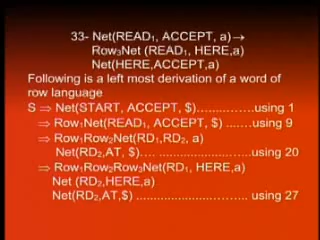 33- Net(READ₁, ACCEPT, a)→
Row₃Net (READ₁, HERE,a)
Net(HERE,ACCEPT,a)
Following is a left most derivation of a word of
row language
S ⇒ Net(START, ACCEPT, $)..............using 1
⇒ Row₁Net(READ₁, ACCEPT, $) .......using 9
⇒ Row₁Row₂Net(RD₁,RD₂, a)
Net(RD₂,AT, $).... ..........................using 20
⇒ Row₁Row₂Row₃Net(RD₁, HERE,a)
Net (RD₂,HERE,a)
Net(RD₂,AT,$) ............................... using 27